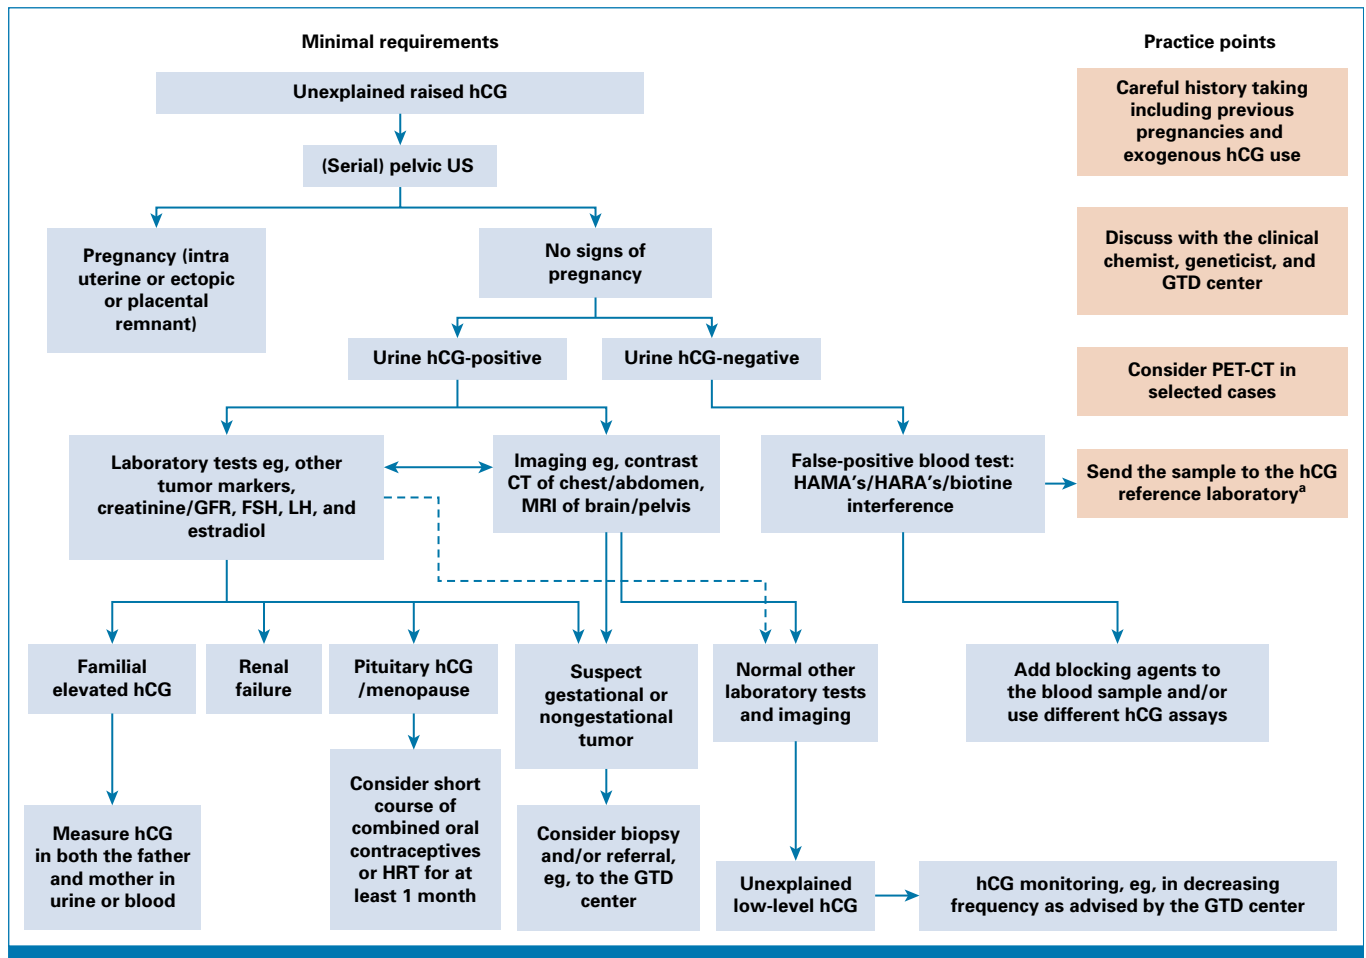 Minimal requirements
Practice points
Unexplained raised hCG
Careful history taking
including previous
pregnancies and
exogenous hCG use
(Serial) pelvic US
Pregnancy (intra
uterine or ectopic
or placental
remnant)
No signs of
pregnancy
Discuss with the clinical
chemist, geneticist, and
GTD center
Urine hCG-positive
Urine hCG-negative
Consider PET-CT in
selected cases
Laboratory tests eg, other
tumor markers,
creatinine/GFR, FSH, LH, and
estradiol
Imaging eg, contrast
CT of chest/abdomen,
MRI of brain/pelvis
False-positive blood test:
HAMA's/HARA's/biotine
interference
Send the sample to the hCG
reference laboratoryª
Familial
elevated hCG
Renal
failure
Pituitary hCG
/menopause
Suspect
gestational or
nongestational
tumor
Normal other
laboratory tests
and imaging
Add blocking agents to
the blood sample and/or
use different hCG assays
Measure hCG
in both the father
and mother in
urine or blood
Consider short
course of
combined oral
contraceptives
or HRT for at
least 1 month
Consider biopsy
and/or referral,
eg, to the GTD
center
Unexplained
low-level hCG
hCG monitoring, eg, in decreasing
frequency as advised by the GTD center